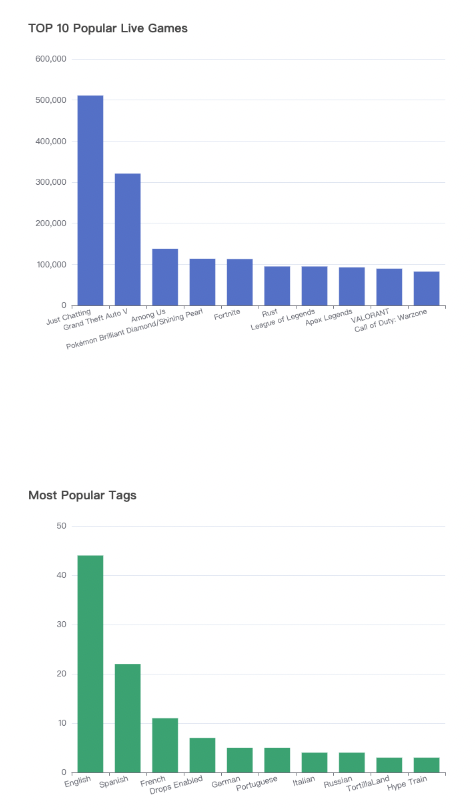 TOP 10 Popular Live Games
600,000
500,000
400,000
300,000
200,000
100,000
0
Just Chatting
Grand Theft Auto V
Among Us
Pokémon Brilliant Diamond/Shining Pearl
Fortnite
Rust
League of Legends
Apex Legends
VALORANT
Call of Duty: Warzone
Most Popular Tags
50
40
30
20
10
0
English
Spanish
French
Drops Enabled
German
Portuguese
Italian
Russian
TortillaLand
Hype Train